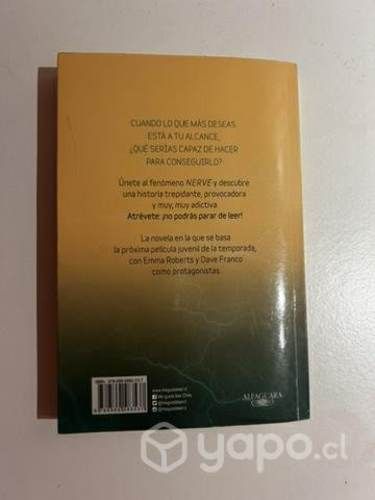 CUANDO LO QUE MÁS DESEAS
ESTÁ A TU ALCANCE,
¿QUÉ SERÍAS CAPAZ DE HACER
PARA CONSEGUIRLO?
Únete al fenómeno NERVE y descubre
una historia trepidante, provocadora
y muy, muy adictiva.
Atrévete: ¡no podrás parar de leer!
La novela en la que se basa
la próxima película juvenil de la temporada,
con Emma Roberts y Dave Franco
como protagonistas.
ALFAGUARA
yapo.cl